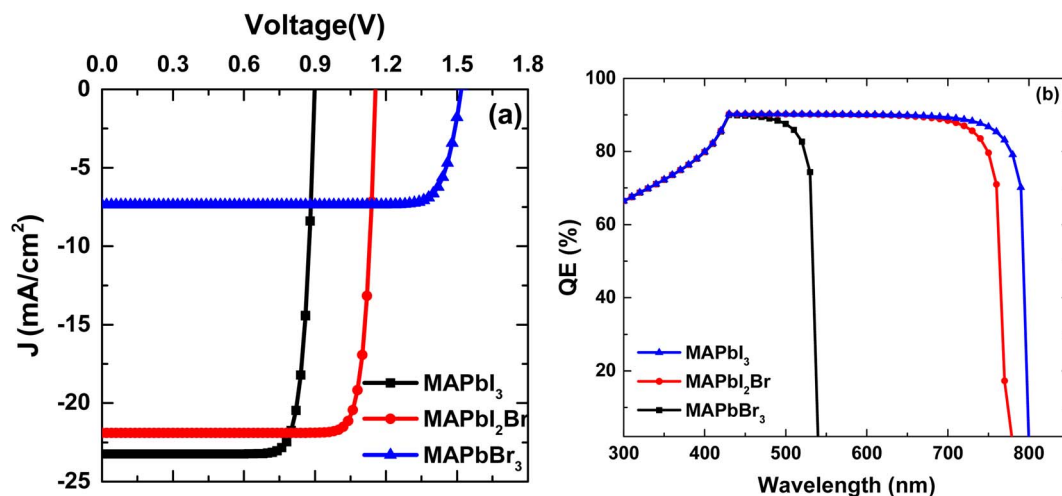 Voltage(V)
0.0 0.3 0.6 0.9 1.2 1.5 1.8
0
-5
-10
-15
-20
-25
J (mA/cm²)
(a)
MAPbI₃
MAPbI₂Br
MAPbBr₃
100
80
60
40
20
QE (%)
(b)
MAPbI₃
MAPbI₂Br
MAPbBr₃
300 400 500 600 700 800
Wavelength (nm)